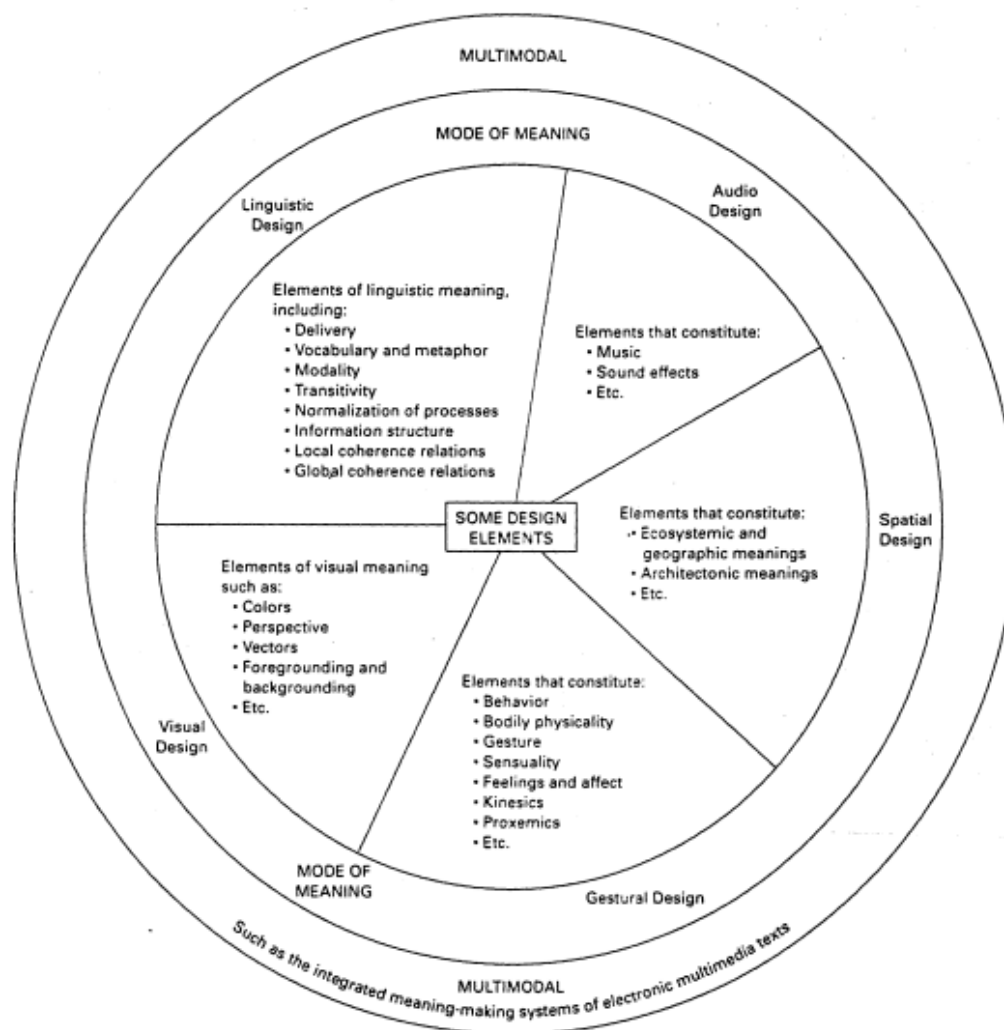 MULTIMODAL
MODE OF MEANING
Linguistic
Design
Audio
Design
Elements of linguistic meaning,
including:
• Delivery
• Vocabulary and metaphor
• Modality
• Transitivity
• Normalization of processes
• Information structure
• Local coherence relations
• Global coherence relations
Elements that constitute:
• Music
• Sound effects
• Etc.
SOME DESIGN
ELEMENTS
Elements that constitute:
• Ecosystemic and
geographic meanings
• Architectonic meanings
• Etc.
Spatial
Design
Elements of visual meaning
such as:
• Colors
• Perspective
• Vectors
• Foregrounding and
backgrounding
• Etc.
Visual
Design
Elements that constitute:
• Behavior
• Bodily physicality
• Gesture
• Sensuality
• Feelings and affect
• Kinesics
• Proxemics
• Etc.
MODE OF
MEANING
Gestural Design
MULTIMODAL
Such as the integrated meaning-making systems of electronic multimedia texts